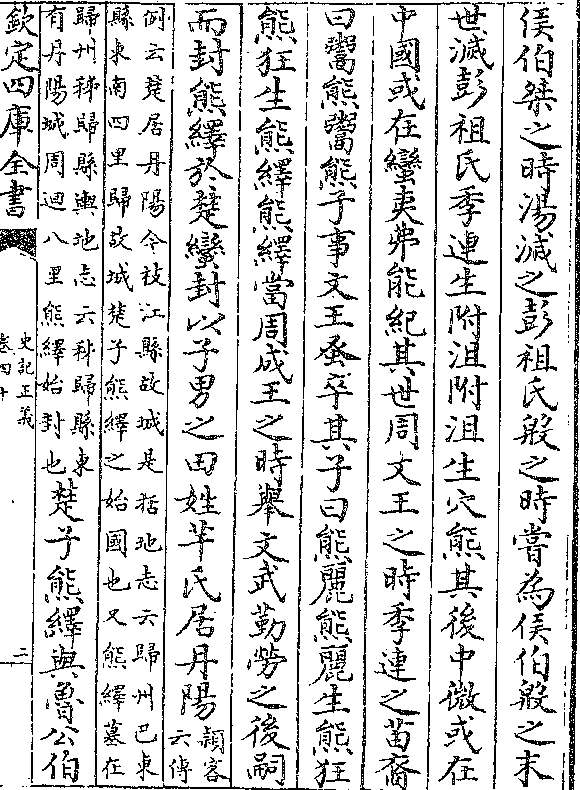 侯伯桀之時湯滅之彭祖氏殷之時嘗為侯伯殷之末
世滅彭祖氏季連生附沮附沮生穴熊其後中微或在
中國或在蠻夷弗能紀其世周文王之時季連之苗裔
曰鬻熊鬻熊子事文王蚤卒其子曰熊麗熊麗生熊狂
熊狂生熊繹熊繹當周成王之時舉文武勤勞之後嗣
而封熊繹於楚蠻封以子男之田姓芈氏居丹陽
頴客
云傳
例云楚居丹陽今枝江縣故城是括地志云歸州巴東
縣東南四里歸故城楚子熊繹之始國也又熊繹墓在
歸州秭歸縣輿地志云秭歸縣東
有丹陽城周迴八里熊繹始封也
楚子熊繹與魯公伯
欽定四庫全書
史記正義
卷四十
二